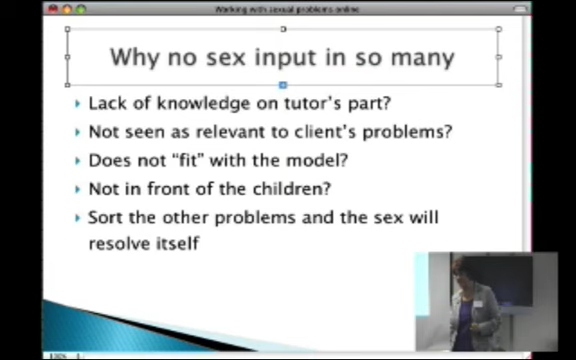 Working with sexual problems online
Why no sex input in so many
Lack of knowledge on tutor's part?
Not seen as relevant to client's problems?
Does not “fit” with the model?
Not in front of the children?
Sort the other problems and the sex will
resolve itself